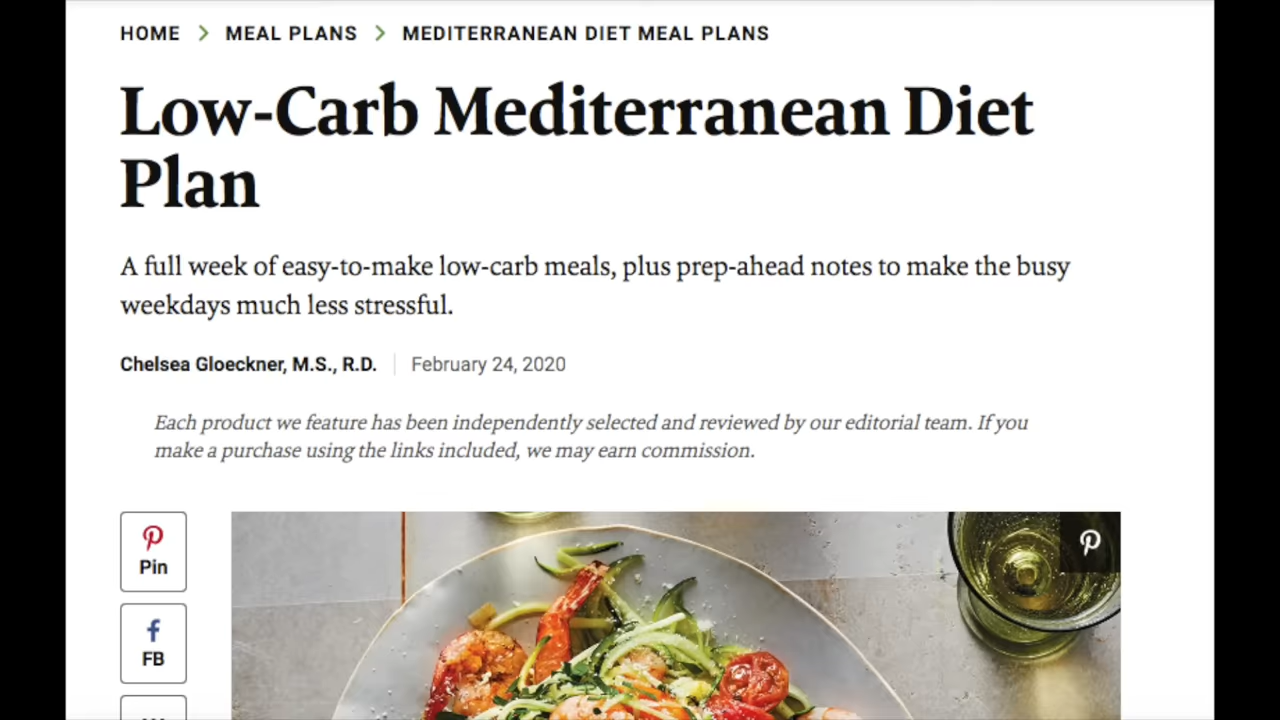 HOME > MEAL PLANS > MEDITERRANEAN DIET MEAL PLANS
Low-Carb Mediterranean Diet
Plan
A full week of easy-to-make low-carb meals, plus prep-ahead notes to make the busy
weekdays much less stressful.
Chelsea Gloeckner, M.S., R.D. | February 24, 2020
Each product we feature has been independently selected and reviewed by our editorial team. If you
make a purchase using the links included, we may earn commission.
Pin
FB